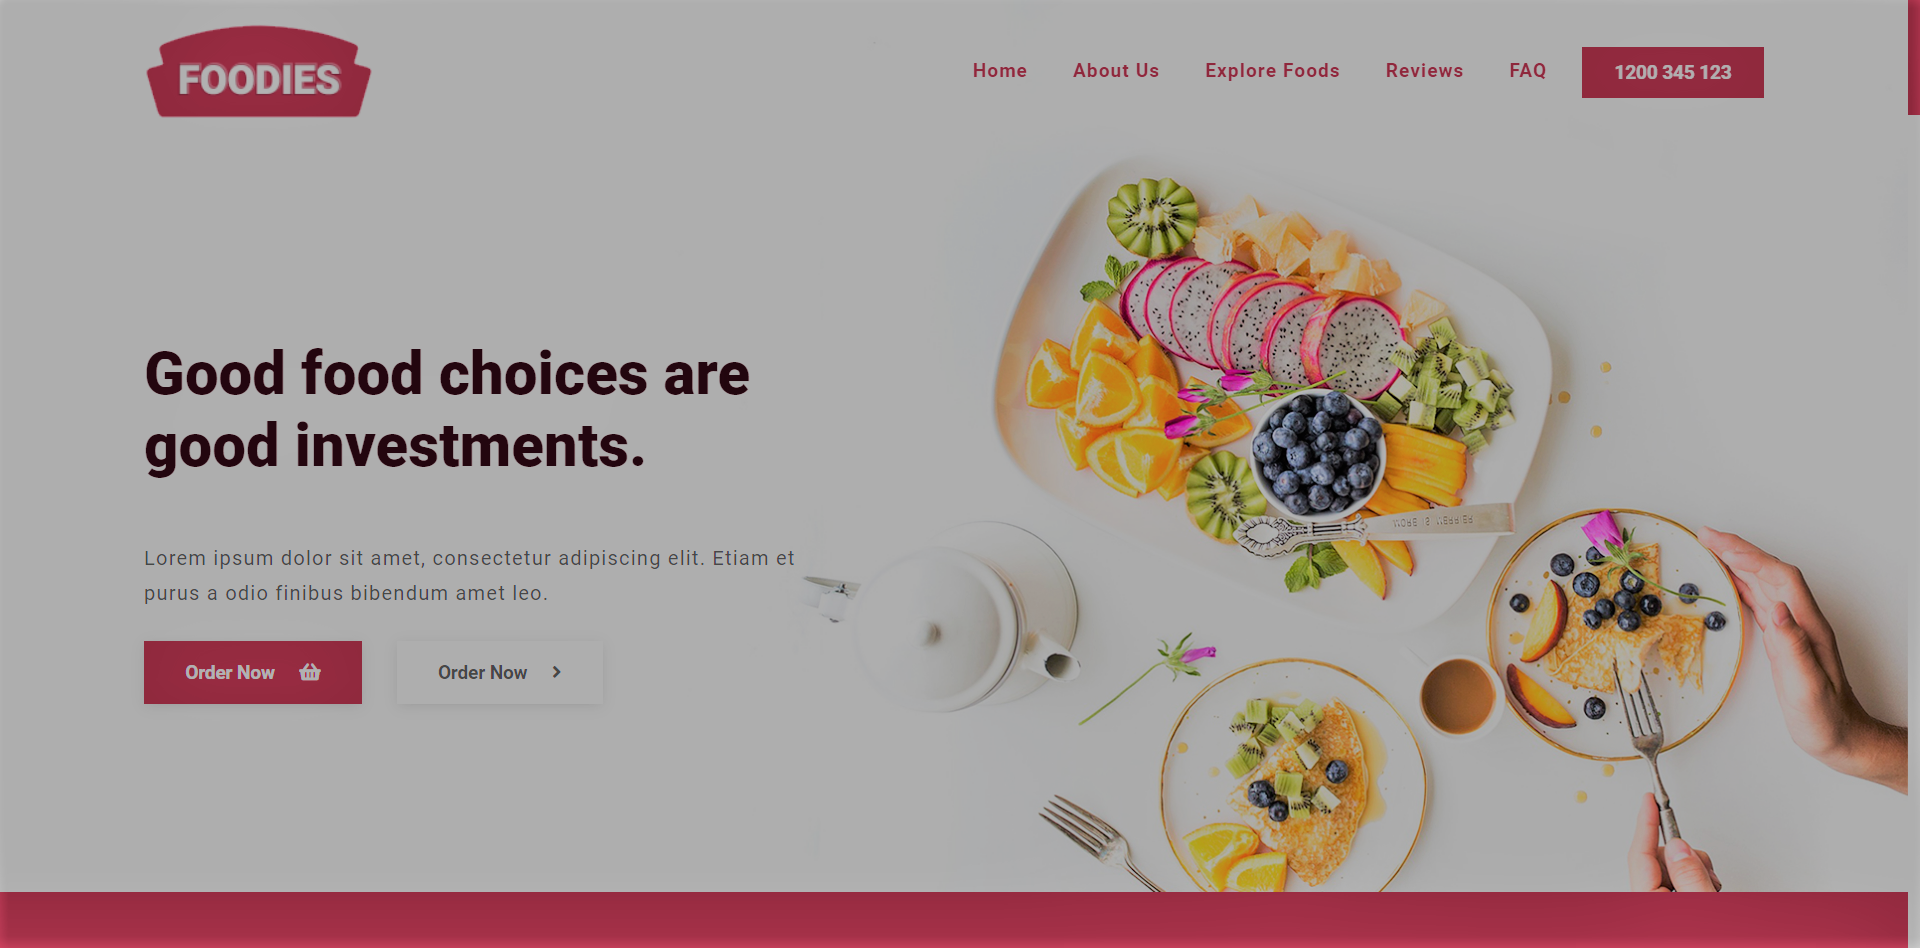 FOODIES
Home About Us Explore Foods Reviews FAQ 1200 345 123
Good food choices are
good investments.
Lorem ipsum dolor sit amet, consectetur adipiscing elit. Etiam et
purus a odio finibus bibendum amet leo.
Order Now Order Now